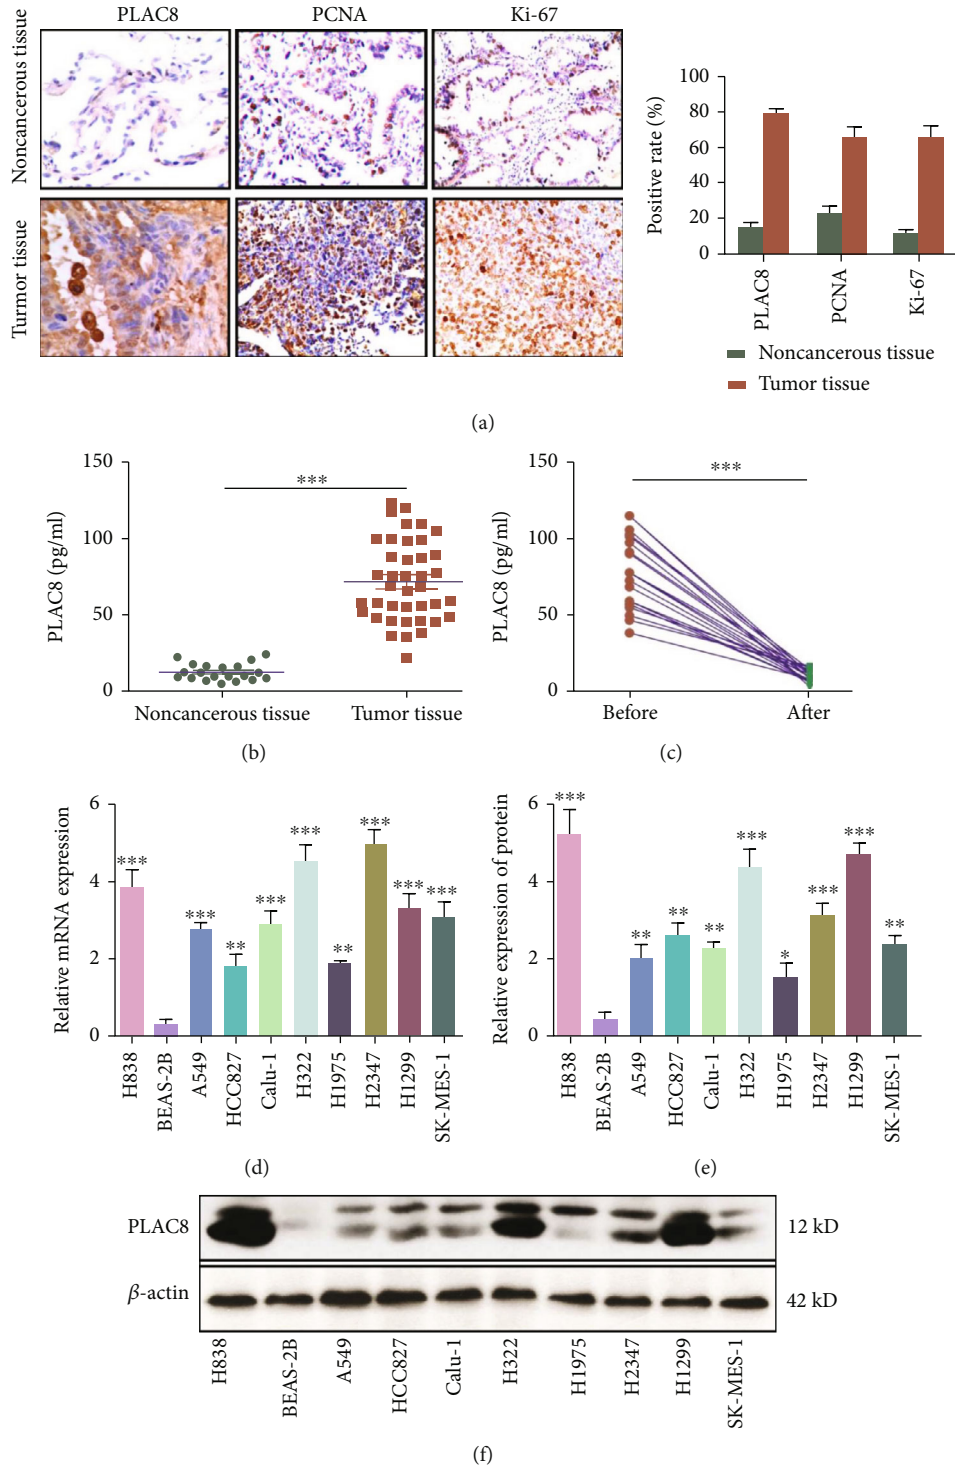 PLAC8 PCNA Ki-67
Noncancerous tissue
Turmor tissue
Positive rate (%)
100
80
60
40
20
0
PLAC8 PCNA Ki-67
Noncancerous tissue
Tumor tissue
(a)
PLAC8 (pg/ml)
150
100
50
0
***
Noncancerous tissue Tumor tissue
(b)
PLAC8 (pg/ml)
150
100
50
0
***
Before After
(c)
Relative mRNA expression
6
4
2
0
*** *** ** *** *** ** *** *** ***
H838 BEAS-2B A549 HCC827 Calu-1 H322 H1975 H2347 H1299 SK-MES-1
(d)
Relative expression of protein
6
4
2
0
*** ** ** ** *** * *** *** **
H838 BEAS-2B A549 HCC827 Calu-1 H322 H1975 H2347 H1299 SK-MES-1
(e)
PLAC8 12 kD
β-actin 42 kD
H838 BEAS-2B A549 HCC827 Calu-1 H322 H1975 H2347 H1299 SK-MES-1
(f)